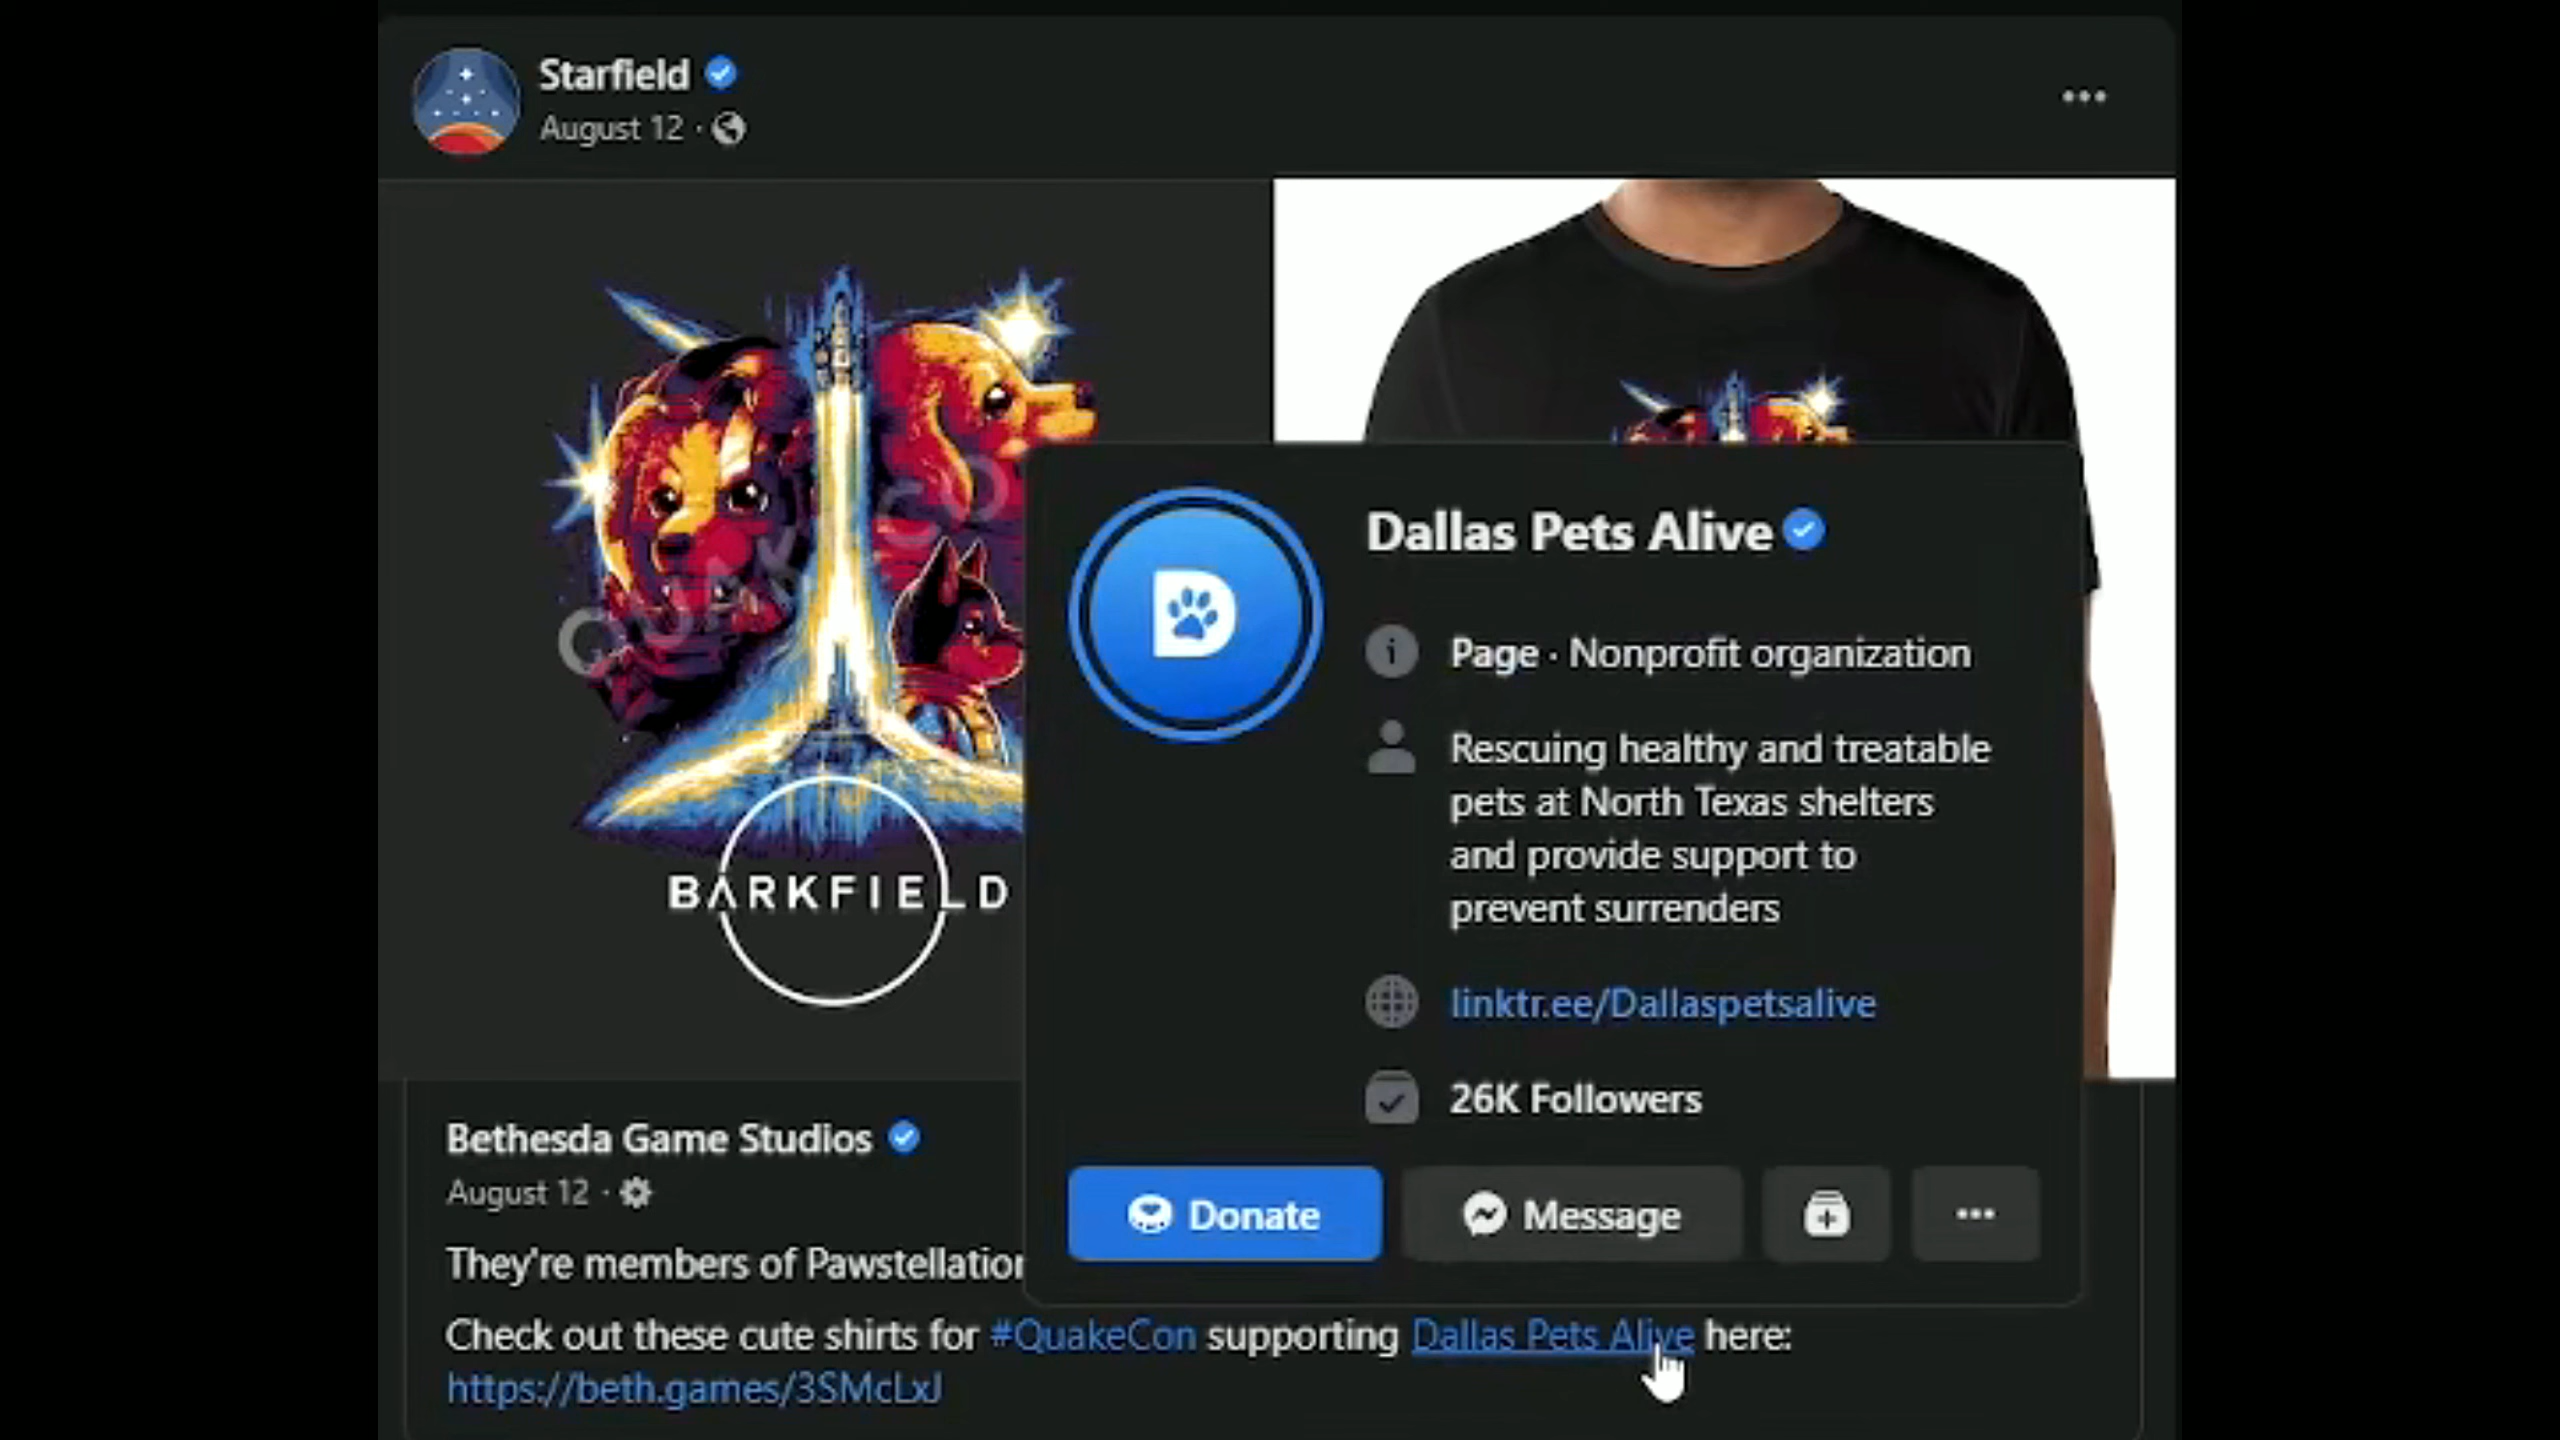 Starfield
August 12 ·
BARKFIELD
Dallas Pets Alive
Page · Nonprofit organization
Rescuing healthy and treatable
pets at North Texas shelters
and provide support to
prevent surrenders
linktr.ee/Dallaspetsalive
26K Followers
Donate
Message
Bethesda Game Studios
August 12 ·
They're members of
Check out these cute shirts for #QuakeCon supporting Dallas Pets Alive here:
https://beth.games/3SMcLxJ